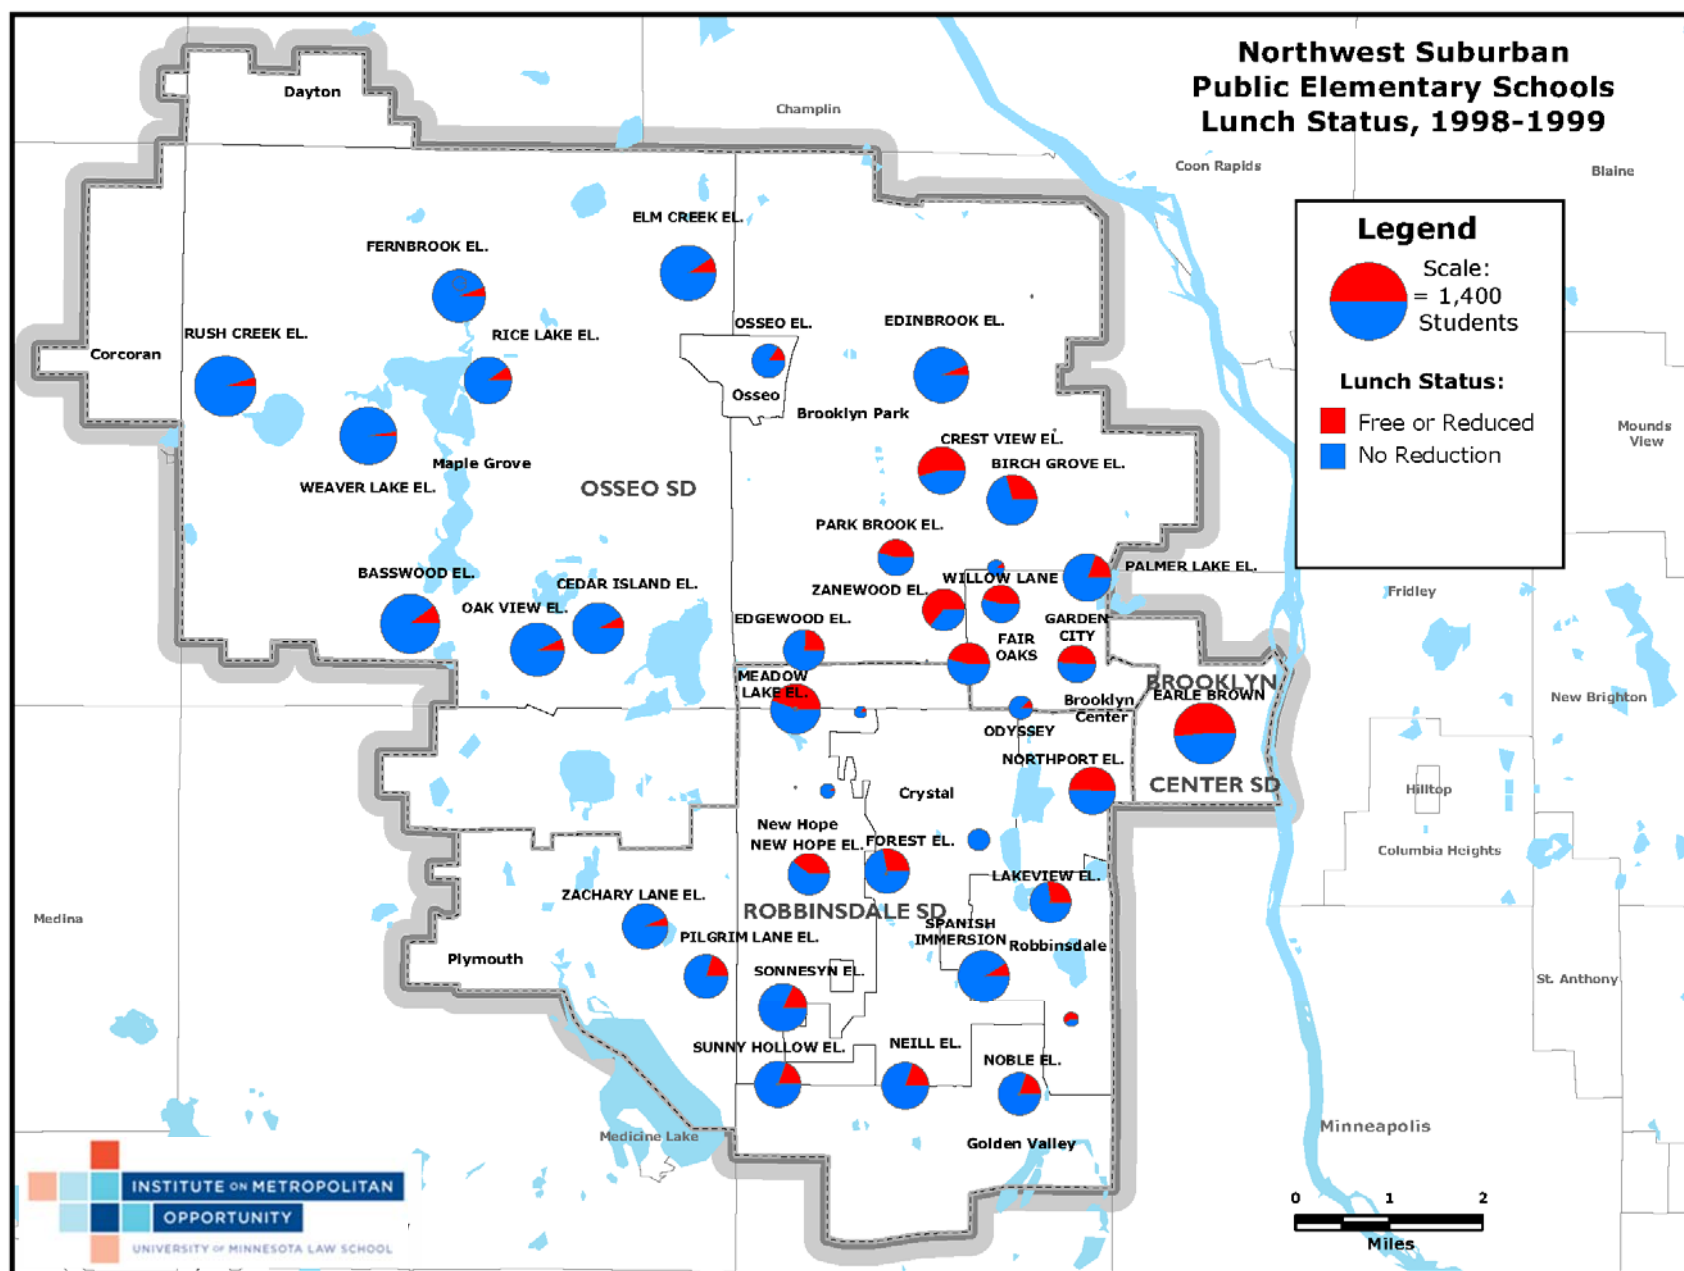 Northwest Suburban
Public Elementary Schools
Lunch Status, 1998-1999
Dayton
Champlin
Coon Rapids
Blaine
Legend
Scale:
= 1,400
Students
Lunch Status:
Free or Reduced
No Reduction
ELM CREEK EL.
FERNBROOK EL.
RUSH CREEK EL.
RICE LAKE EL.
OSSEO EL.
EDINBROOK EL.
Corcoran
Osseo
Brooklyn Park
Mounds
View
CREST VIEW EL.
BIRCH GROVE EL.
Maple Grove
WEAVER LAKE EL.
OSSEO SD
PARK BROOK EL.
PALMER LAKE EL.
BASSWOOD EL.
CEDAR ISLAND EL.
WILLOW LANE
ZANEWOOD EL.
Fridley
OAK VIEW EL.
EDGEWOOD EL.
GARDEN
CITY
FAIR
OAKS
MEADOW
LAKE EL.
BROOKLYN
EARLE BROWN
New Brighton
Brooklyn
Center
ODYSSEY
NORTHPORT EL.
CENTER SD
Hilltop
Crystal
New Hope
NEW HOPE EL.
FOREST EL.
Columbia Heights
LAKEVIEW EL.
ZACHARY LANE EL.
ROBBINSDALE SD
Medina
SPANISH
IMMERSION
Robbinsdale
PILGRIM LANE EL.
Plymouth
SONNESYN EL.
St. Anthony
SUNNY HOLLOW EL.
NEILL EL.
NOBLE EL.
Medicine Lake
Golden Valley
Minneapolis
INSTITUTE ON METROPOLITAN
OPPORTUNITY
UNIVERSITY OF MINNESOTA LAW SCHOOL
0 1 2
Miles